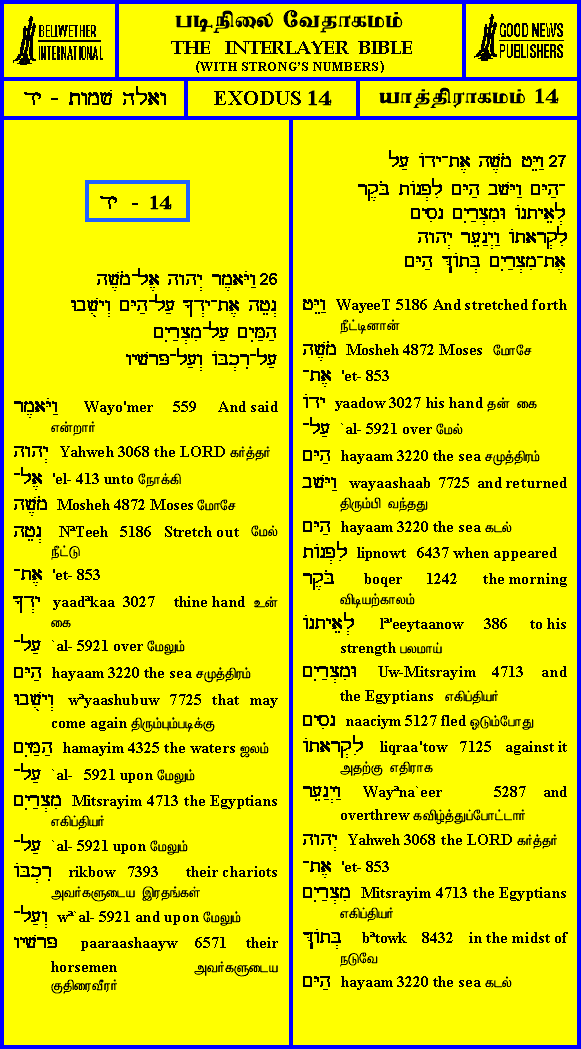 BELLWETHER
INTERNATIONAL
படிநிலை வேதாகமம்
THE INTERLAYER BIBLE
(WITH STRONG'S NUMBERS)
GOOD NEWS
PUBLISHERS
ואלה שמות - יד
EXODUS 14
யாத்திராகமம் 14
יד - 14
26 וַיֹּאמֶר יְהוָה אֶל־מֹשֶׁה
נְטֵה אֶת־יָדְךָ עַל־הַיָּם וְיָשֻׁבוּ
הַמַּיִם עַל־מִצְרַיִם
עַל־רִכְבּוֹ וְעַל־פָּרָשָׁיו
וַיֹּאמֶר Wayo'mer 559 And said
என்றார்
יְהוָה Yahweh 3068 the LORD கர்த்தர்
אֶל־ 'el- 413 unto நோக்கி
מֹשֶׁה Mosheh 4872 Moses மோசே
נְטֵה NªTeeh 5186 Stretch out மேல்
நீட்டு
אֶת־ 'et- 853
יָדְךָ yaadªkaa 3027 thine hand உன்
கை
עַל־ `al- 5921 over மேலும்
הַיָּם hayaam 3220 the sea சமுத்திரம்
וְיָשֻׁבוּ wªyaashubuw 7725 that may
come again திரும்பும்படிக்கு
הַמַּיִם hamayim 4325 the waters ஜலம்
עַל־ `al- 5921 upon மேலும்
מִצְרַיִם Mitsrayim 4713 the Egyptians
எகிப்தியர்
עַל־ `al- 5921 upon மேலும்
רִכְבּוֹ rikbow 7393 their chariots
அவர்களுடைய இரதங்கள்
וְעַל־ wª`al- 5921 and upon மேலும்
פָּרָשָׁיו paaraashaayw 6571 their
horsemen அவர்களுடைய
குதிரைவீரர்
27 וַיֵּט מֹשֶׁה אֶת־יָדוֹ עַל
־הַיָּם וַיָּשָׁב הַיָּם לִפְנוֹת בֹּקֶר
לְאֵיתָנוֹ וּמִצְרַיִם נָסִים
לִקְרָאתוֹ וַיְנַעֵר יְהוָה
אֶת־מִצְרַיִם בְּתוֹךְ הַיָּם
וַיֵּט WayeeT 5186 And stretched forth
நீட்டினான்
מֹשֶׁה Mosheh 4872 Moses மோசே
אֶת־ 'et- 853
יָדוֹ yaadow 3027 his hand தன் கை
עַל־ `al- 5921 over மேல்
הַיָּם hayaam 3220 the sea சமுத்திரம்
וַיָּשָׁב wayaashaab 7725 and returned
திரும்பி வந்தது
הַיָּם hayaam 3220 the sea கடல்
לִפְנוֹת lipnowt 6437 when appeared
בֹּקֶר boqer 1242 the morning
விடியற்காலம்
לְאֵיתָנוֹ lª'eeytaanow 386 to his
strength பலமாய்
וּמִצְרַיִם Uw-Mitsrayim 4713 and
the Egyptians எகிப்தியர்
נָסִים naaciym 5127 fled ஓடும்போது
לִקְרָאתוֹ liqraa'tow 7125 against it
அதற்கு எதிராக
וַיְנַעֵר Wayªna`eer 5287 and
overthrew கவிழ்த்துப்போட்டார்
יְהוָה Yahweh 3068 the LORD கர்த்தர்
אֶת־ 'et- 853
מִצְרַיִם Mitsrayim 4713 the Egyptians
எகிப்தியர்
בְּתוֹךְ bªtowk 8432 in the midst of
நடுவே
הַיָּם hayaam 3220 the sea கடல்